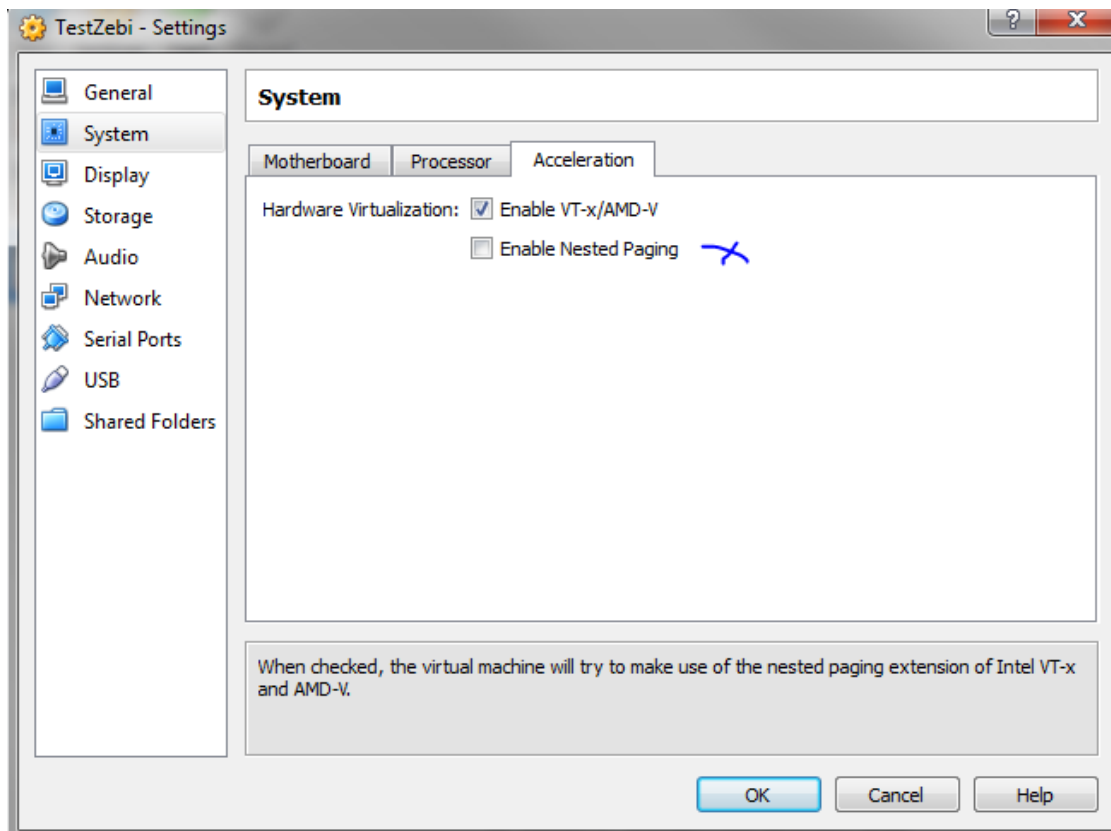 TestZebi - Settings
?
X
General
System
Display
Storage
Audio
Network
Serial Ports
USB
Shared Folders
System
Motherboard
Processor
Acceleration
Hardware Virtualization: Enable VT-x/AMD-V
Enable Nested Paging
When checked, the virtual machine will try to make use of the nested paging extension of Intel VT-x
and AMD-V.
OK
Cancel
Help